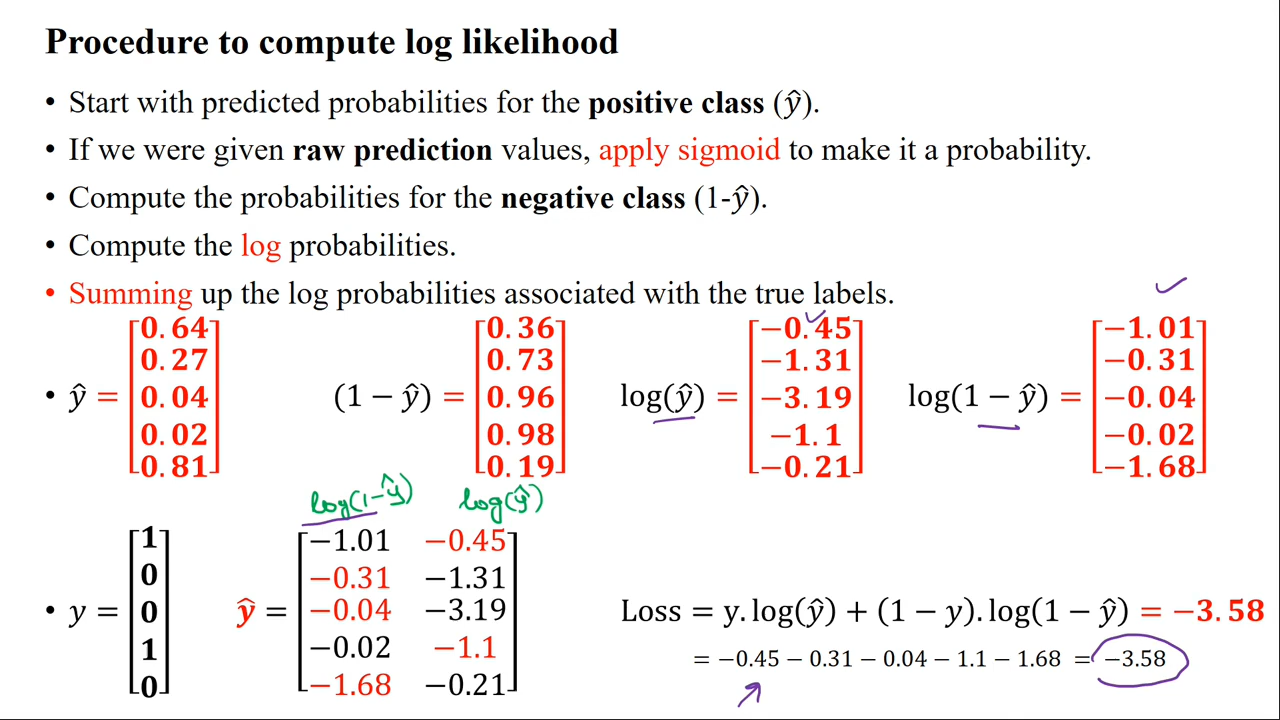 Procedure to compute log likelihood
• Start with predicted probabilities for the positive class (ŷ).
• If we were given raw prediction values, apply sigmoid to make it a probability.
• Compute the probabilities for the negative class (1-ŷ).
• Compute the log probabilities.
• Summing up the log probabilities associated with the true labels.
• ŷ = [0.64 0.27 0.04 0.02 0.81] (1 − ŷ) = [0.36 0.73 0.96 0.98 0.19] log(ŷ) = [−0.45 −1.31 −3.19 −1.1 −0.21] log(1 − ŷ) = [−1.01 −0.31 −0.04 −0.02 −1.68]
log(1-ŷ) log(ŷ)
• y = [1 0 0 1 0] ŷ = [−1.01 −0.45
−0.31 −1.31
−0.04 −3.19
−0.02 −1.1
−1.68 −0.21]
Loss = y.log(ŷ) + (1 − y).log(1 − ŷ) = −3.58
= −0.45 − 0.31 − 0.04 − 1.1 − 1.68 = −3.58